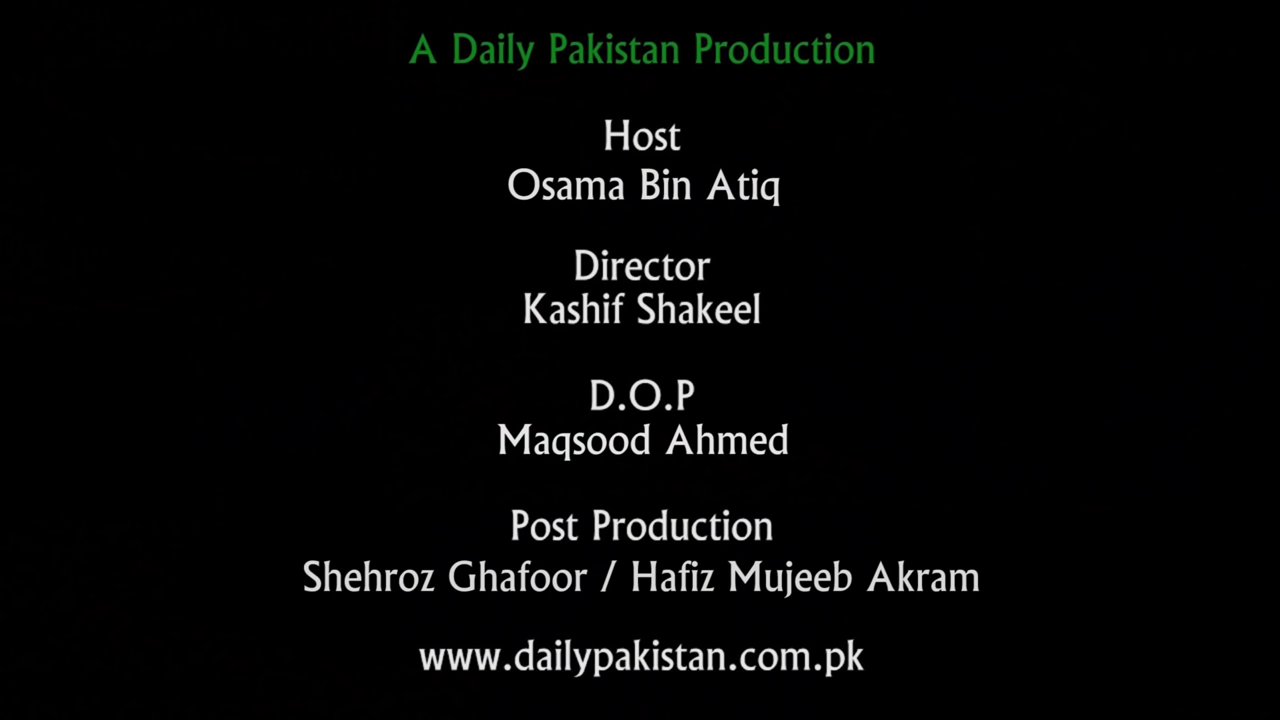 A Daily Pakistan Production
Host
Osama Bin Atiq
Director
Kashif Shakeel
D.O.P
Maqsood Ahmed
Post Production
Shehroz Ghafoor / Hafiz Mujeeb Akram
www.dailypakistan.com.pk